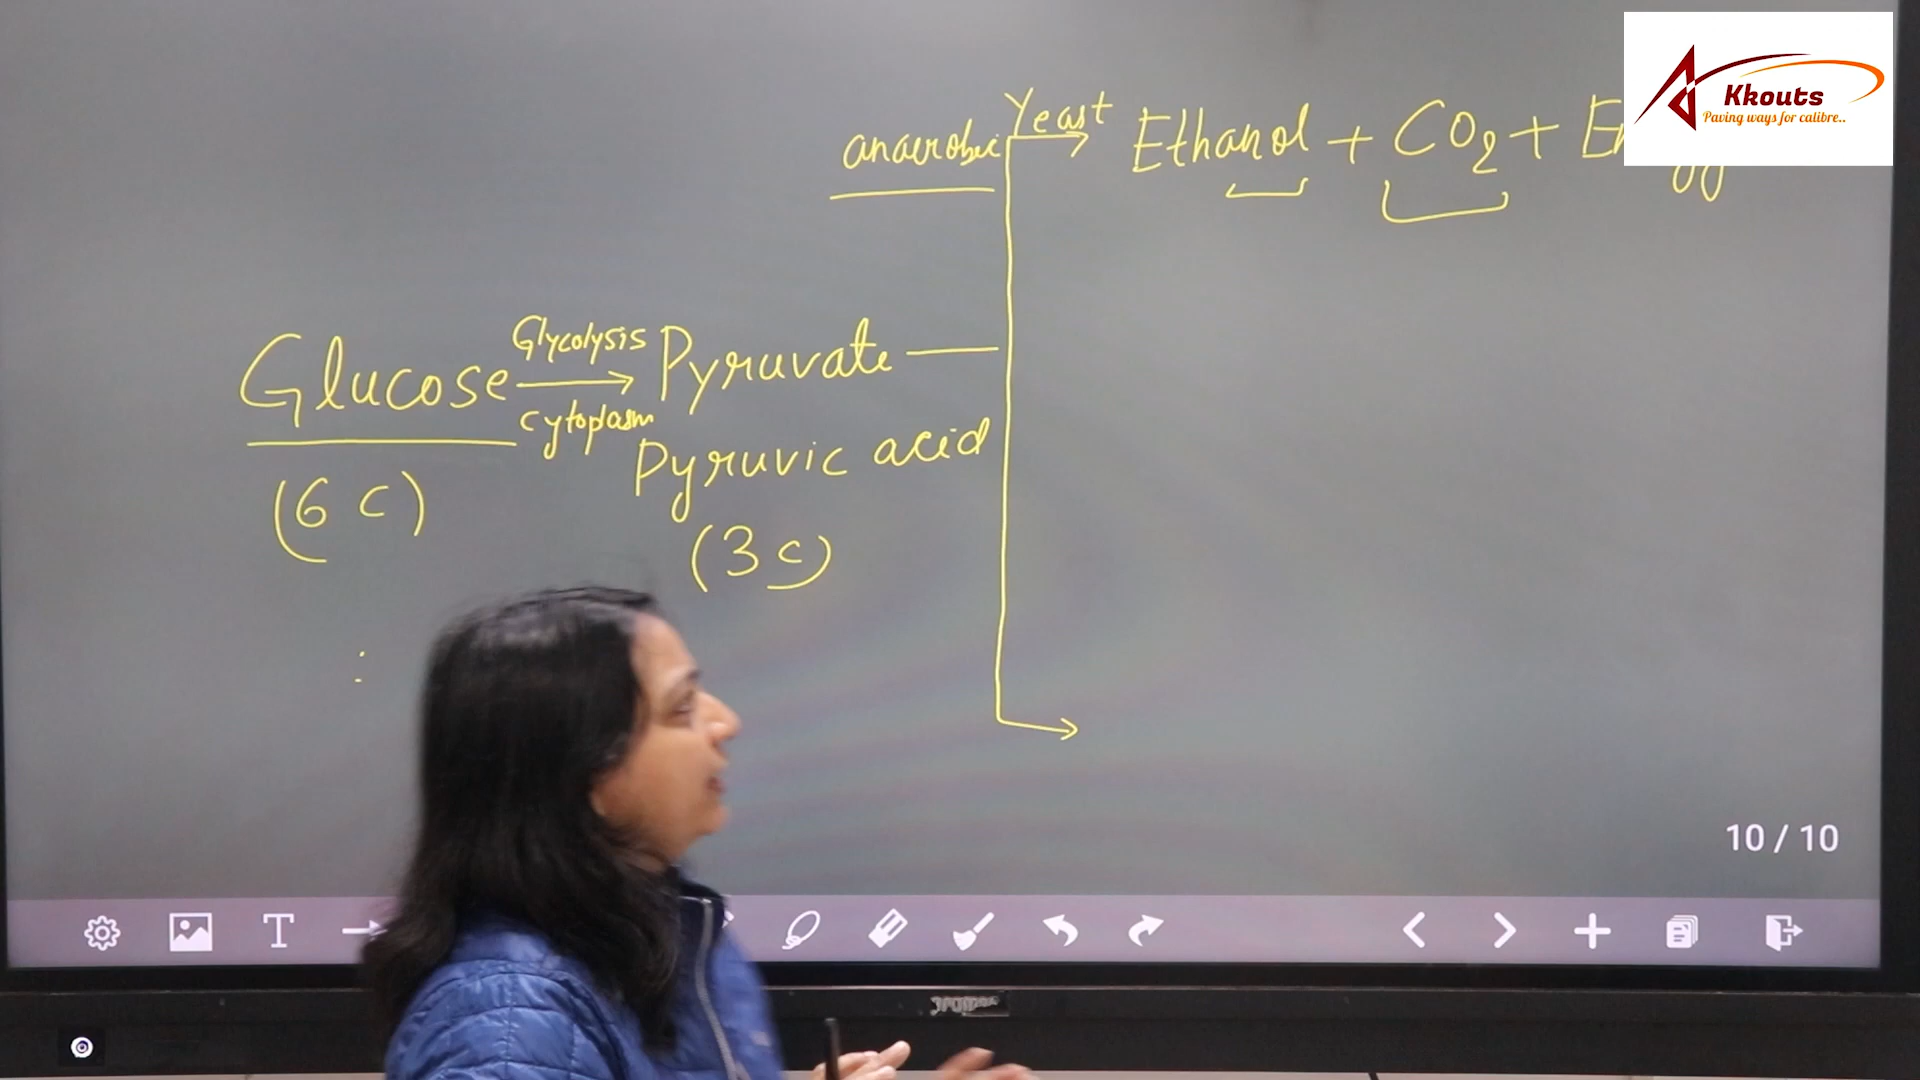 Kkouts
Paving ways for calibre..
Yeast
anaerobic
Ethanol + CO2 +
Glycolysis
Glucose → Pyruvate
cytoplasm
Pyruvic acid
(6 C)
(3 C)
10 / 10
T